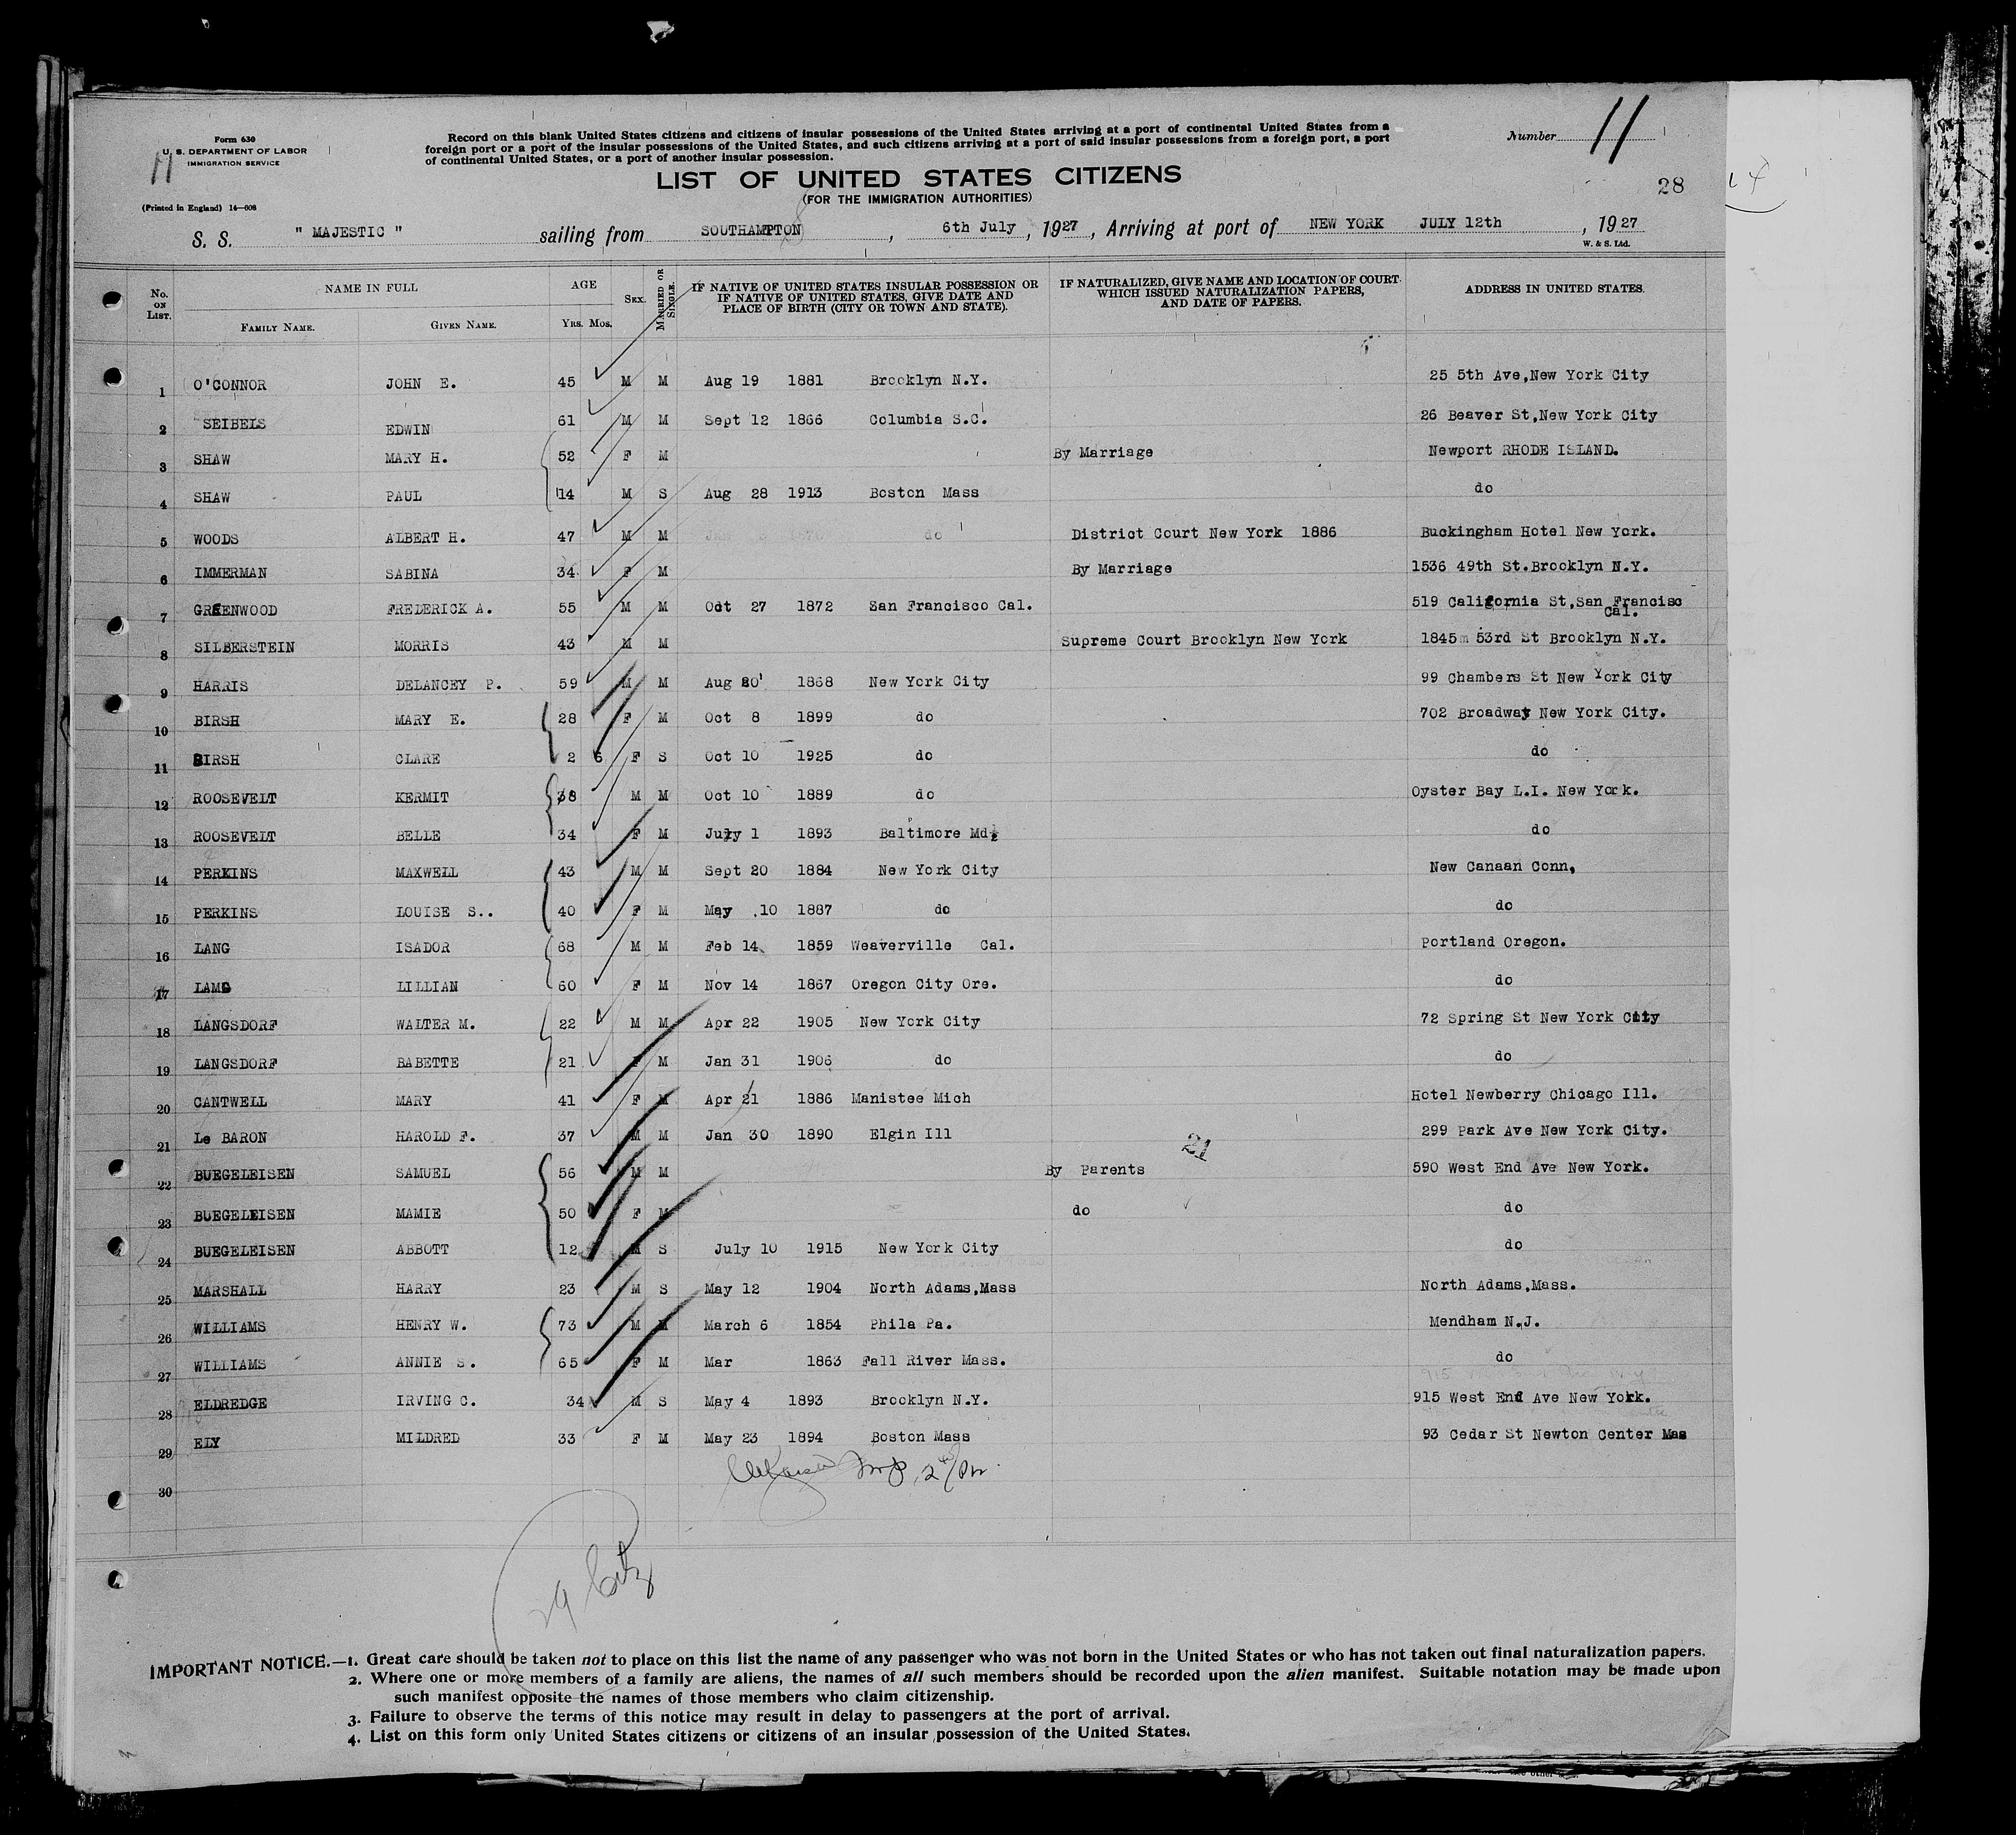 Form 630
U. S. DEPARTMENT OF LABOR
IMMIGRATION SERVICE
11
(Printed in England) 14—608
Record on this blank United States citizens and citizens of insular possessions of the United States arriving at a port of continental United States from a
foreign port or a port of the insular possessions of the United States, and such citizens arriving at a port of said insular possessions from a foreign port, a port
of continental United States, or a port of another insular possession.
Number 11
28
LIST OF UNITED STATES CITIZENS
(FOR THE IMMIGRATION AUTHORITIES)
S. S. " MAJESTIC " sailing from SOUTHAMPTON, 6th July, 1927, Arriving at port of NEW YORK JULY 12th, 1927
W. & S. Ltd.
No. ON LIST. NAME IN FULL FAMILY NAME. GIVEN NAME. AGE YRS. MOS. SEX. MARRIED OR SINGLE. IF NATIVE OF UNITED STATES INSULAR POSSESSION OR IF NATIVE OF UNITED STATES, GIVE DATE AND PLACE OF BIRTH (CITY OR TOWN AND STATE). IF NATURALIZED, GIVE NAME AND LOCATION OF COURT WHICH ISSUED NATURALIZATION PAPERS, AND DATE OF PAPERS. ADDRESS IN UNITED STATES.
1 O'CONNOR JOHN E. 45 M M Aug 19 1881 Brooklyn N.Y. 25 5th Ave,New York City
2 SEIBELS EDWIN 61 M M Sept 12 1866 Columbia S.C. 26 Beaver St,New York City
3 SHAW MARY H. 52 F M By Marriage Newport RHODE ISLAND.
4 SHAW PAUL 14 M S Aug 28 1913 Boston Mass do
5 WOODS ALBERT H. 47 M M do District Court New York 1886 Buckingham Hotel New York.
6 IMMERMAN SABINA 34 F M By Marriage 1536 49th St.Brooklyn N.Y.
7 GREENWOOD FREDERICK A. 55 M M Oct 27 1872 San Francisco Cal. 519 California St,San Francisc
Cal.
8 SILBERSTEIN MORRIS 43 M M Supreme Court Brooklyn New York 1845 53rd St Brooklyn N.Y.
9 HARRIS DELANCEY P. 59 M M Aug 20 1868 New York City 99 Chambers St New York City
10 BIRSH MARY E. 28 F M Oct 8 1899 do 702 Broadway New York City.
11 BIRSH CLARE 2 6 F S Oct 10 1925 do do
12 ROOSEVELT KERMIT 38 M M Oct 10 1889 do Oyster Bay L.I. New York.
13 ROOSEVELT BELLE 34 F M July 1 1893 Baltimore Md. do
14 PERKINS MAXWELL 43 M M Sept 20 1884 New York City New Canaan Conn,
15 PERKINS LOUISE S.. 40 F M May 10 1887 do do
16 LANG ISADOR 68 M M Feb 14 1859 Weaverville Cal. Portland Oregon.
17 LAMG LILLIAN 60 F M Nov 14 1867 Oregon City Ore. do
18 LANGSDORF WALTER M. 22 M M Apr 22 1905 New York City 72 Spring St New York City
19 LANGSDORF BABETTE 21 F M Jan 31 1906 do do
20 CANTWELL MARY 41 F M Apr 21 1886 Manistee Mich Hotel Newberry Chicago Ill.
21 Le BARON HAROLD F. 37 M M Jan 30 1890 Elgin Ill 299 Park Ave New York City.
21
22 BUEGELEISEN SAMUEL 56 M M By Parents 590 West End Ave New York.
23 BUEGELEISEN MAMIE 50 F M do do
24 BUEGELEISEN ABBOTT 12 M S July 10 1915 New York City do
25 MARSHALL HARRY 23 M S May 12 1904 North Adams,Mass North Adams,Mass.
26 WILLIAMS HENRY W. 73 M M March 6 1854 Phila Pa. Mendham N.J.
27 WILLIAMS ANNIE S. 65 F M Mar 1863 Fall River Mass. do
28 ELDREDGE IRVING C. 34 M S May 4 1893 Brooklyn N.Y. 915 West End Ave New York.
29 ELY MILDRED 33 F M May 23 1894 Boston Mass 93 Cedar St Newton Center Mas
30
29 Citz
IMPORTANT NOTICE.—1. Great care should be taken not to place on this list the name of any passenger who was not born in the United States or who has not taken out final naturalization papers.
2. Where one or more members of a family are aliens, the names of all such members should be recorded upon the alien manifest. Suitable notation may be made upon
such manifest opposite the names of those members who claim citizenship.
3. Failure to observe the terms of this notice may result in delay to passengers at the port of arrival.
4. List on this form only United States citizens or citizens of an insular possession of the United States.